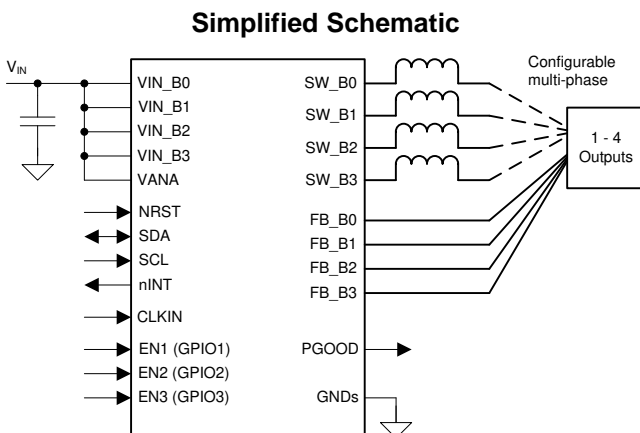 Simplified Schematic
VIN
VIN_B0
VIN_B1
VIN_B2
VIN_B3
VANA
NRST
SDA
SCL
nINT
CLKIN
EN1 (GPIO1)
EN2 (GPIO2)
EN3 (GPIO3)
SW_B0
SW_B1
SW_B2
SW_B3
FB_B0
FB_B1
FB_B2
FB_B3
PGOOD
GNDs
Configurable
multi-phase
1 - 4
Outputs